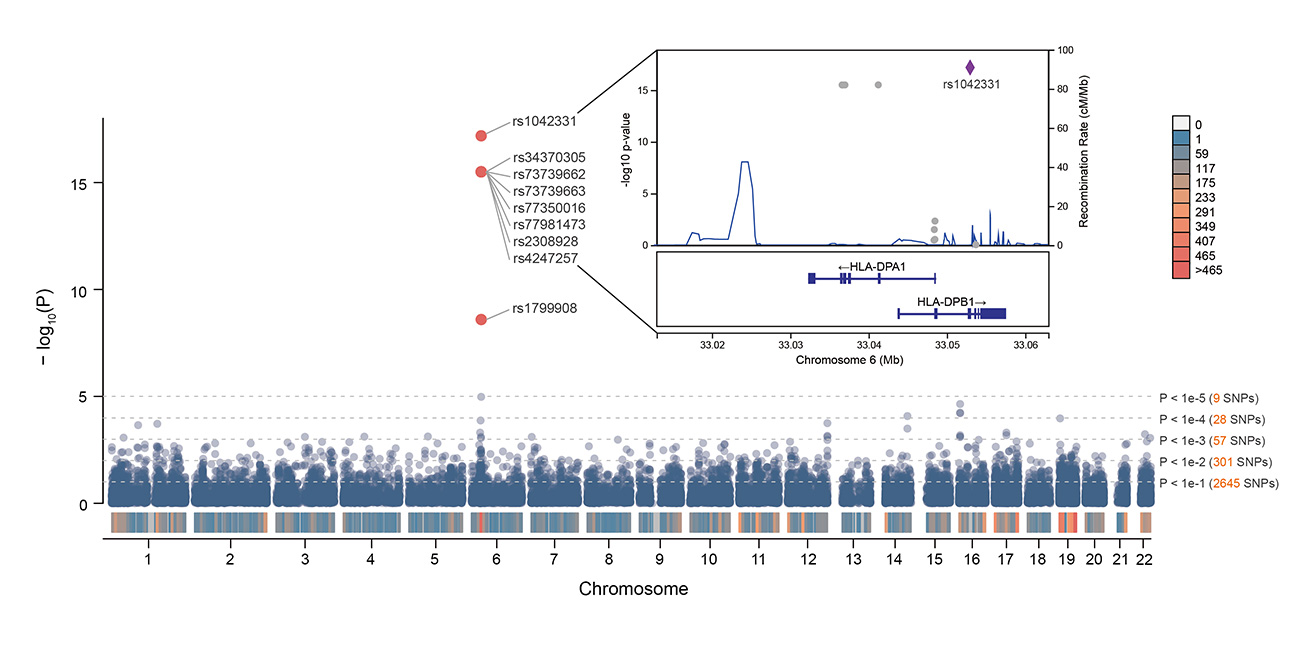 100
rs1042331
15
80
60
10
40
5
20
0
0
-log10 p-value
Recombination Rate (cM/Mb)
←HLA-DPA1
HLA-DPB1→
33.02 33.03 33.04 33.05 33.06
Chromosome 6 (Mb)
rs1042331
rs34370305
rs73739662
rs73739663
rs77350016
rs77981473
rs2308928
rs4247257
rs1799908
0
1
59
117
175
233
291
349
407
465
>465
15
10
5
0
− log10(P)
P < 1e-5 (9 SNPs)
P < 1e-4 (28 SNPs)
P < 1e-3 (57 SNPs)
P < 1e-2 (301 SNPs)
P < 1e-1 (2645 SNPs)
1 2 3 4 5 6 7 8 9 10 11 12 13 14 15 16 17 18 19 20 21 22
Chromosome